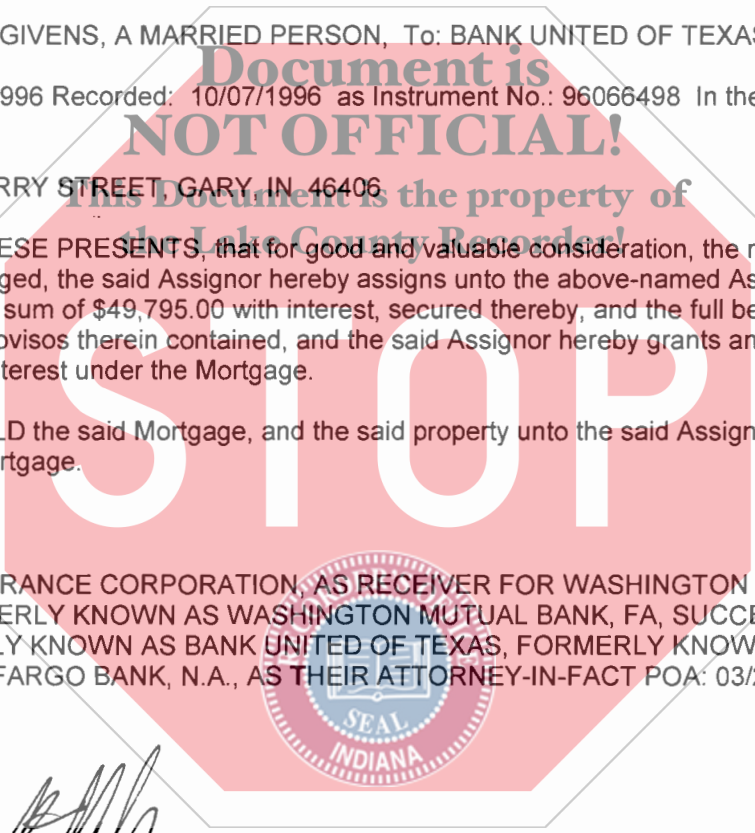 GIVENS, A MARRIED PERSON, To: BANK UNITED OF TEXAS
Document is
996 Recorded: 10/07/1996 as Instrument No.: 96066498 In the
NOT OFFICIAL!
RRY STREET, GARY, IN 46406
This Document is the property of
the Lake County Recorder!
ESE PRESENTS, that for good and valuable consideration, the r
ged, the said Assignor hereby assigns unto the above-named As
sum of $49,795.00 with interest, secured thereby, and the full be
ovisos therein contained, and the said Assignor hereby grants an
terest under the Mortgage.
STOP
LD the said Mortgage, and the said property unto the said Assign
rtgage.
RANCE CORPORATION, AS RECEIVER FOR WASHINGTON
ERLY KNOWN AS WASHINGTON MUTUAL BANK, FA, SUCCE
LY KNOWN AS BANK UNITED OF TEXAS, FORMERLY KNOW
FARGO BANK, N.A., AS THEIR ATTORNEY-IN-FACT POA: 03/2
SEAL
INDIANA